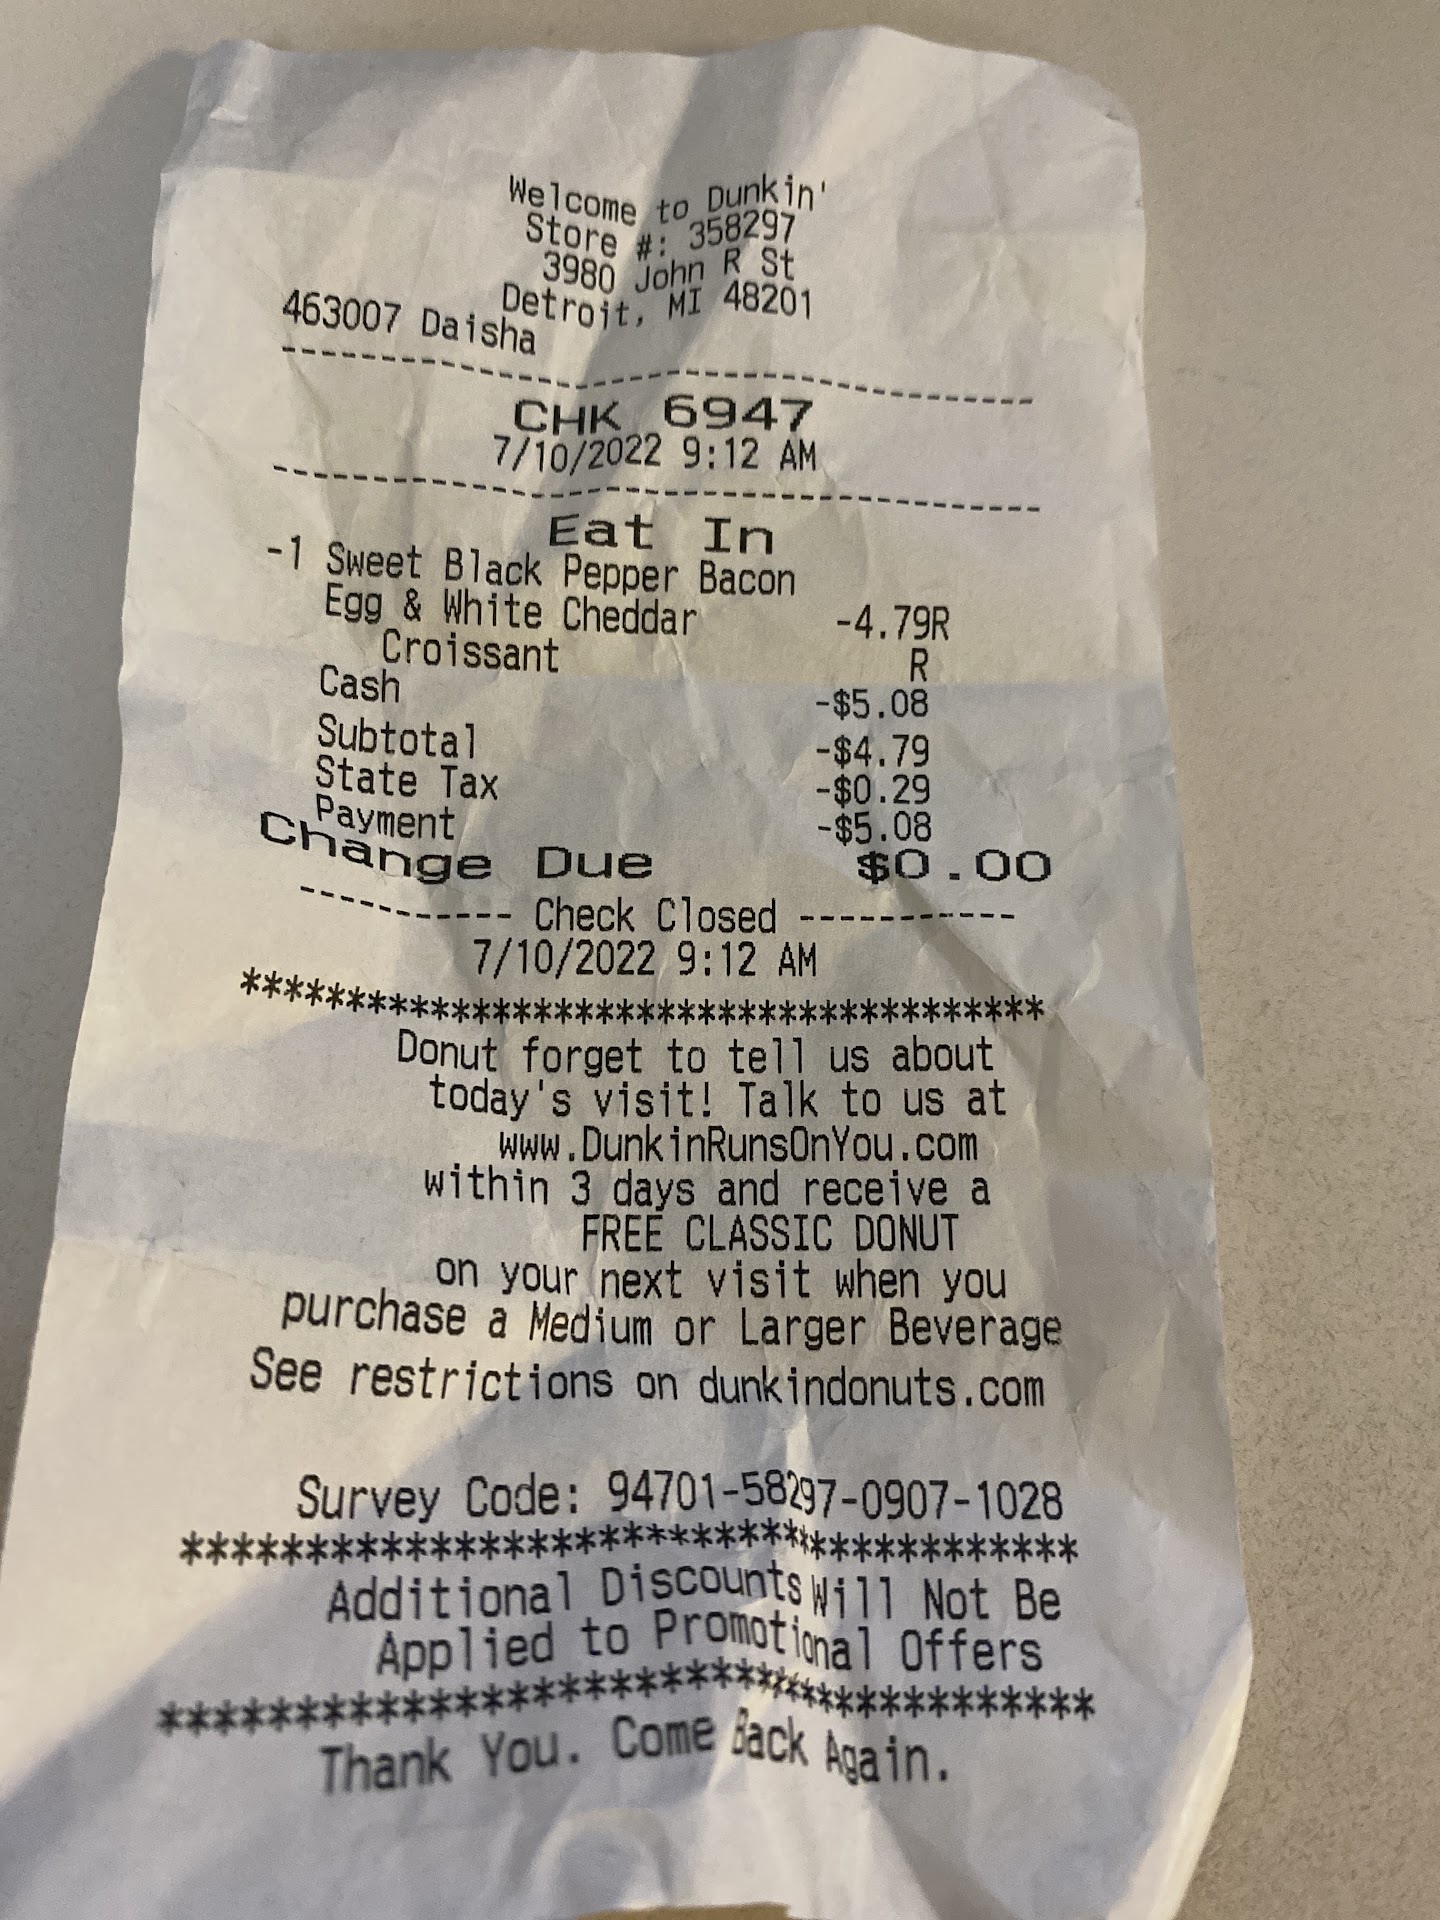 Welcome to Dunkin'
Store #: 358297
3980 John R St
Detroit, MI 48201
463007 Daisha
----------------------------------------
CHK 6947
7/10/2022 9:12 AM
----------------------------------------
Eat In
-1 Sweet Black Pepper Bacon
Egg & White Cheddar -4.79R
Croissant R
Cash -$5.08
Subtotal -$4.79
State Tax -$0.29
Payment -$5.08
Change Due $0.00
----------- Check Closed -----------
7/10/2022 9:12 AM
****************************************
Donut forget to tell us about
today's visit! Talk to us at
www.DunkinRunsOnYou.com
within 3 days and receive a
FREE CLASSIC DONUT
on your next visit when you
purchase a Medium or Larger Beverage
See restrictions on dunkindonuts.com
Survey Code: 94701-58297-0907-1028
****************************************
Additional Discounts Will Not Be
Applied to Promotional Offers
****************************************
Thank You. Come Back Again.